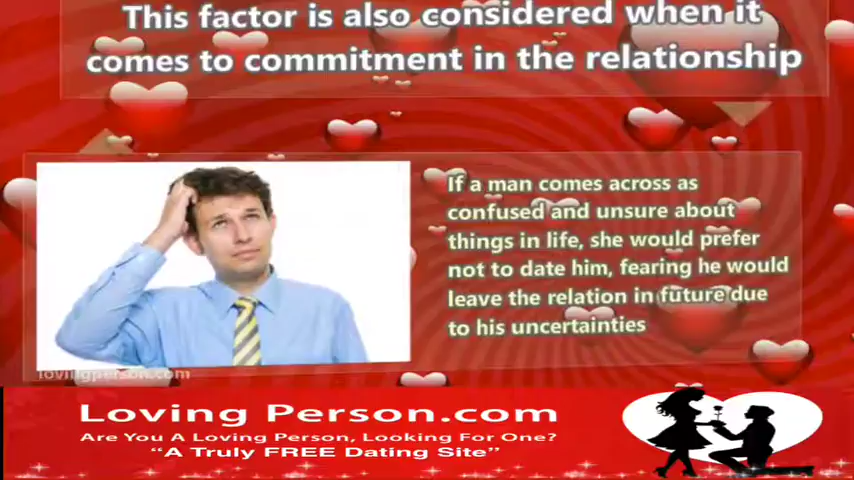 This factor is also considered when it
comes to commitment in the relationship
If a man comes across as
confused and unsure about
things in life, she would prefer
not to date him, fearing he would
leave the relation in future due
to his uncertainties
lovingperson.com
Loving Person.com
Are You A Loving Person, Looking For One?
“A Truly FREE Dating Site”